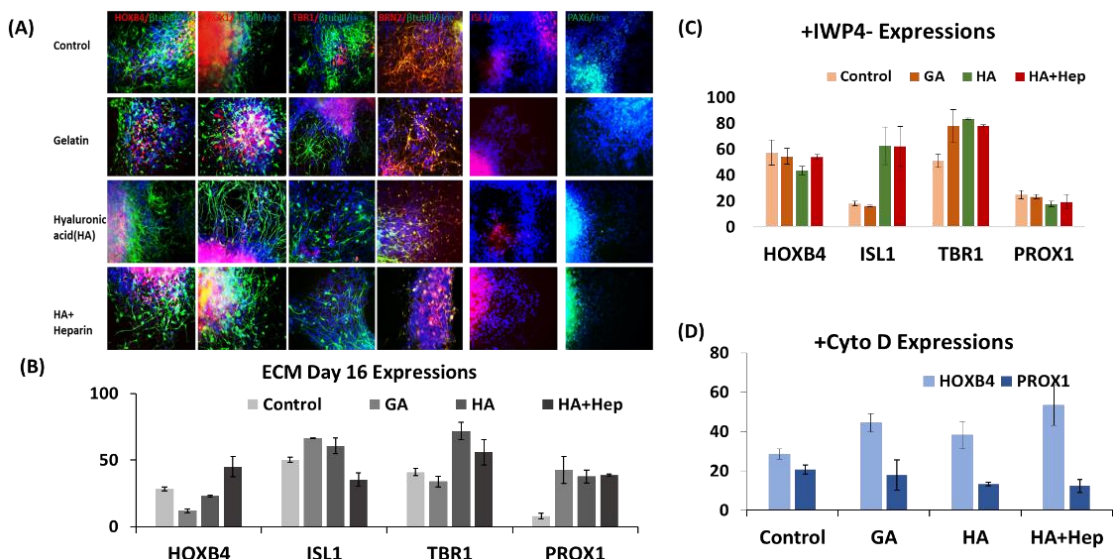 (A)
HOXB4/βtubIII/Hoe
TBR1/βtubIII/Hoe
BRN2/βtubIII/Hoe
ISL1/Hoe
PAX6/Hoe
Control
Gelatin
Hyaluronic
acid(HA)
HA+
Heparin
(B)
ECM Day 16 Expressions
Control GA HA HA+Hep
100
50
0
HOXB4 ISL1 TBR1 PROX1
(C)
+IWP4- Expressions
Control GA HA HA+Hep
100
80
60
40
20
0
HOXB4 ISL1 TBR1 PROX1
(D)
+Cyto D Expressions
HOXB4 PROX1
60
40
20
0
Control GA HA HA+Hep